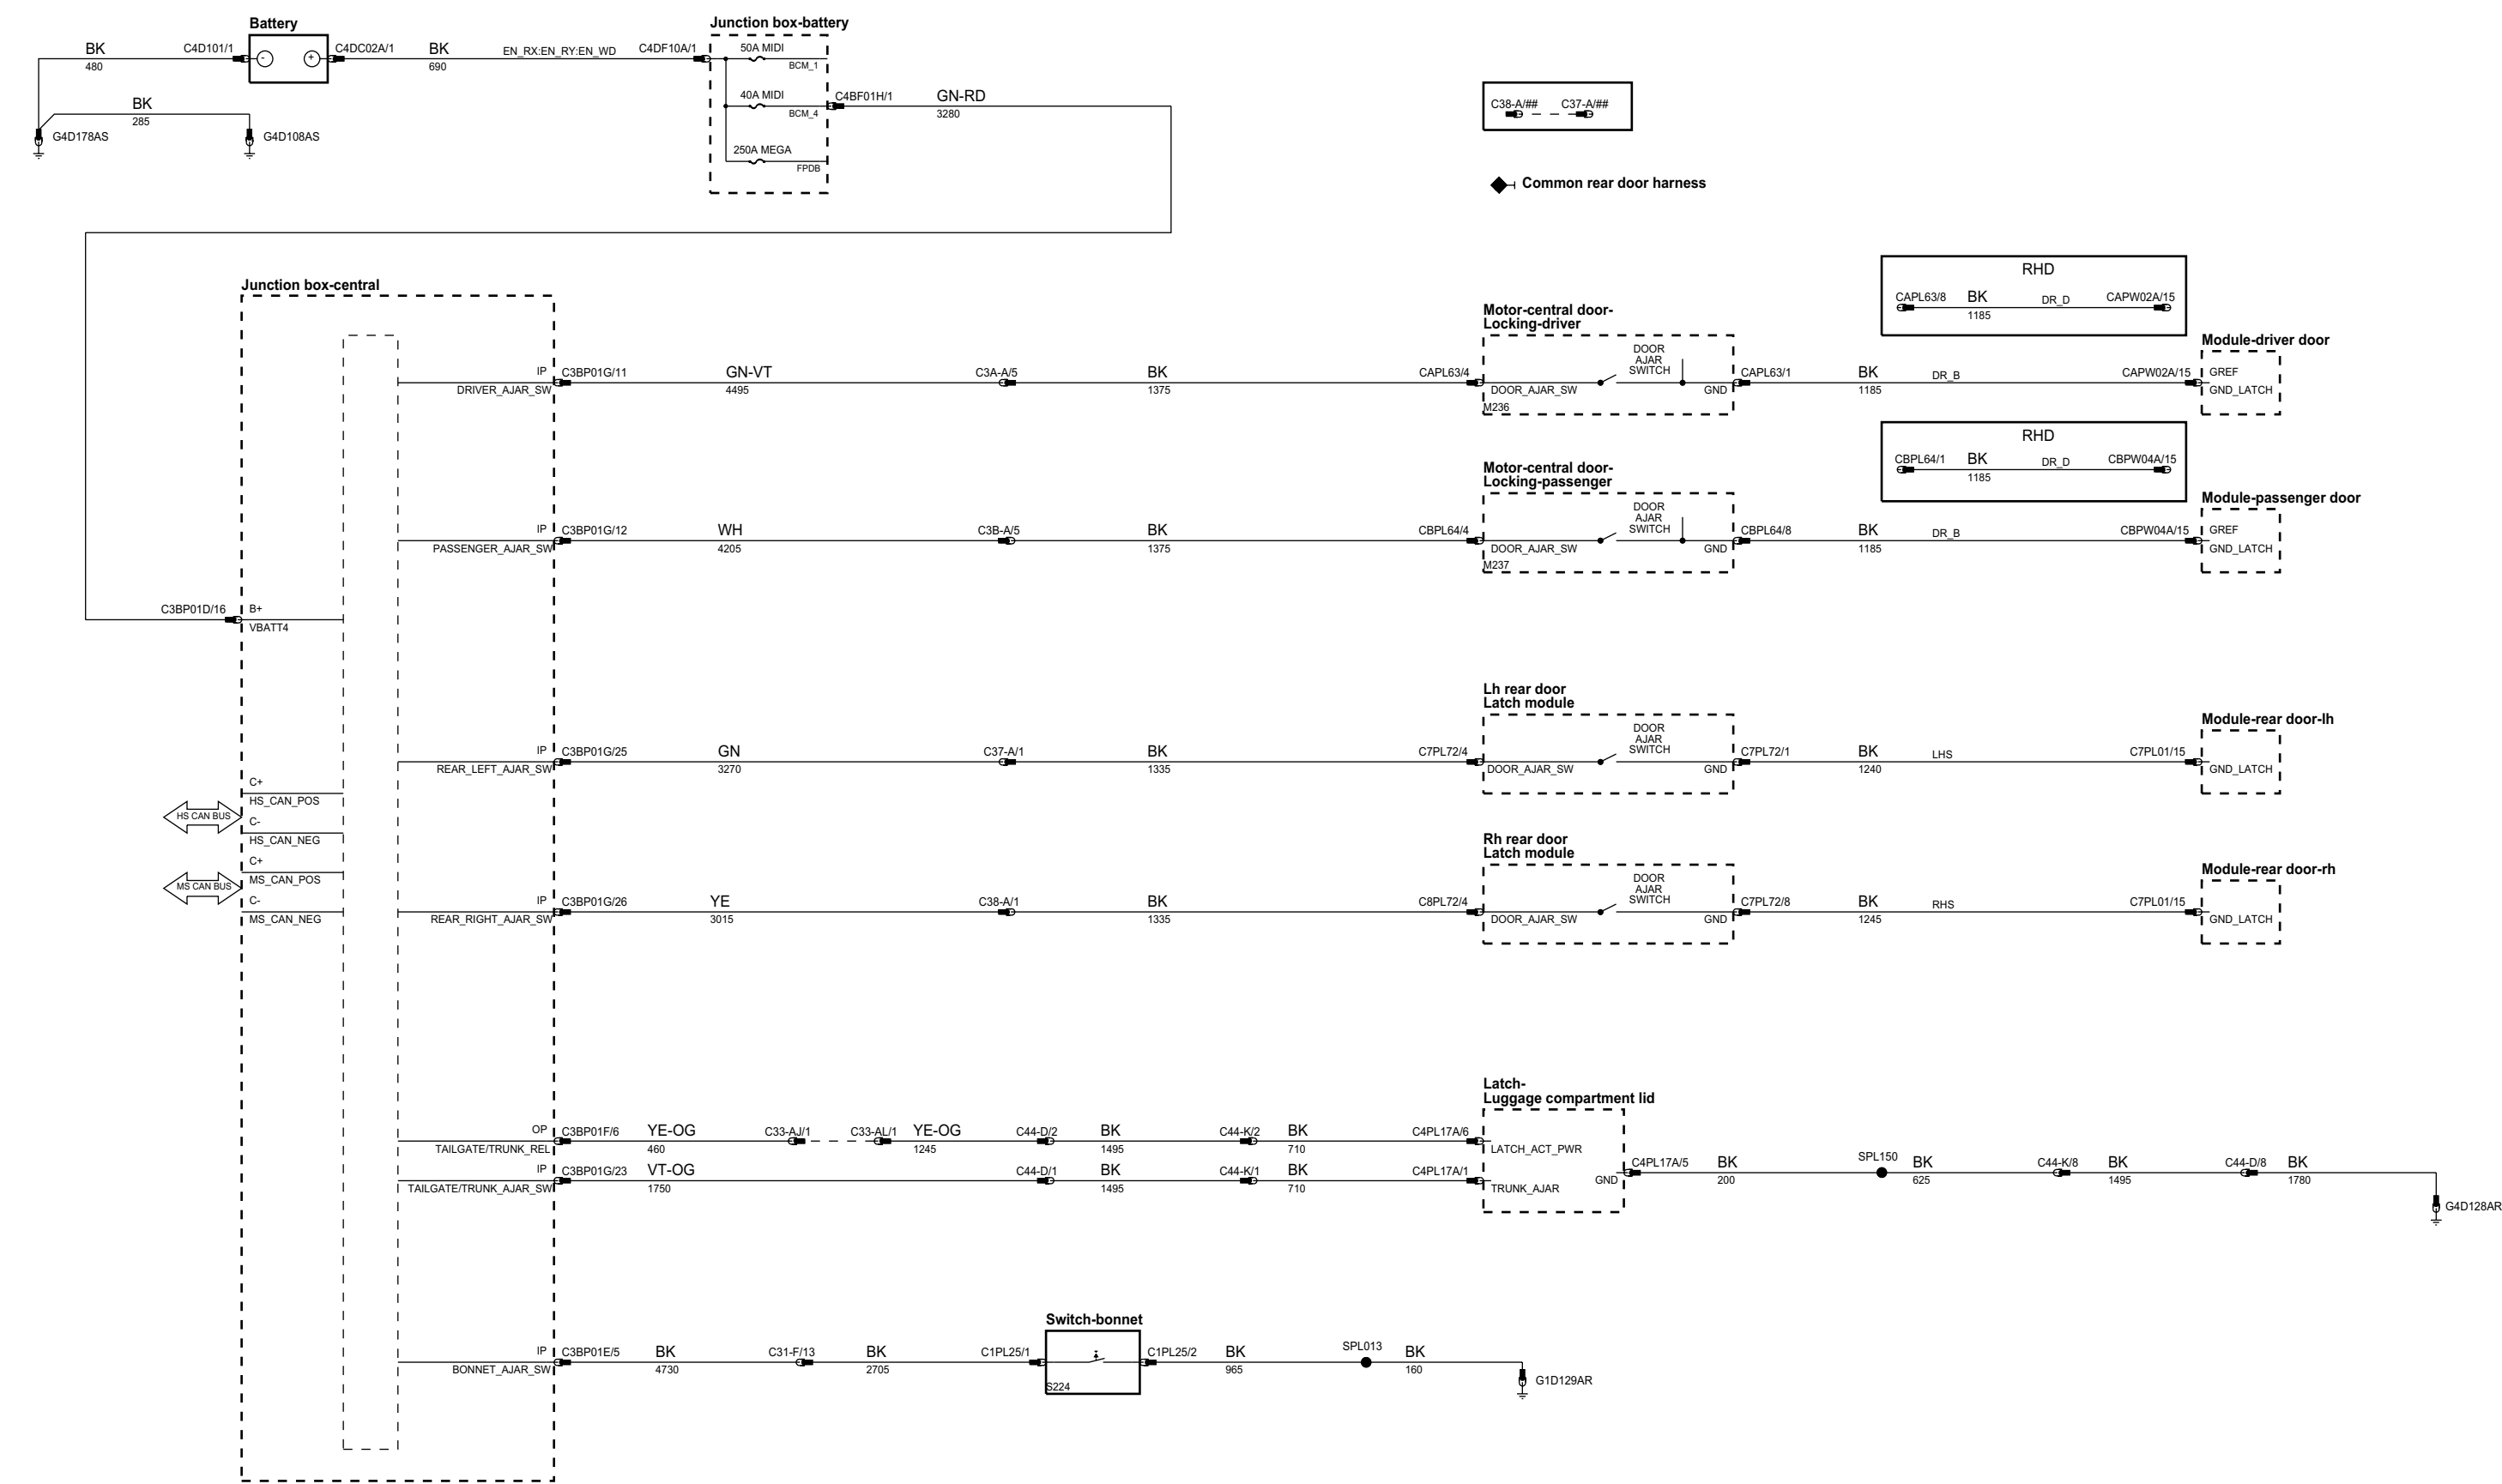 Battery
BK
480
C4D101/1
-
+
C4DC02A/1
BK
690
EN_RX:EN_RY:EN_WD
C4DF10A/1
BK
285
G4D178AS
G4D108AS
Junction box-battery
50A MIDI
BCM_1
40A MIDI
BCM_4
250A MEGA
FPDB
C4BF01H/1
GN-RD
3280
C38-A/##
C37-A/##
Common rear door harness
Junction box-central
IP
DRIVER_AJAR_SW
C3BP01G/11
GN-VT
4495
C3A-A/5
BK
1375
CAPL63/4
Motor-central door-
Locking-driver
DOOR
AJAR
SWITCH
DOOR_AJAR_SW
GND
M236
CAPL63/1
BK
1185
DR_B
CAPW02A/15
RHD
CAPL63/8
BK
1185
DR_D
CAPW02A/15
Module-driver door
GREF
GND_LATCH
IP
PASSENGER_AJAR_SW
C3BP01G/12
WH
4205
C3B-A/5
BK
1375
CBPL64/4
Motor-central door-
Locking-passenger
DOOR
AJAR
SWITCH
DOOR_AJAR_SW
GND
M237
CBPL64/8
BK
1185
DR_B
CBPW04A/15
RHD
CBPL64/1
BK
1185
DR_D
CBPW04A/15
Module-passenger door
GREF
GND_LATCH
C3BP01D/16
B+
VBATT4
IP
REAR_LEFT_AJAR_SW
C3BP01G/25
GN
3270
C37-A/1
BK
1335
C7PL72/4
Lh rear door
Latch module
DOOR
AJAR
SWITCH
DOOR_AJAR_SW
GND
C7PL72/1
BK
1240
LHS
C7PL01/15
Module-rear door-lh
GND_LATCH
C+
HS_CAN_POS
HS CAN BUS
C-
HS_CAN_NEG
C+
MS_CAN_POS
MS CAN BUS
C-
MS_CAN_NEG
IP
REAR_RIGHT_AJAR_SW
C3BP01G/26
YE
3015
C38-A/1
BK
1335
C8PL72/4
Rh rear door
Latch module
DOOR
AJAR
SWITCH
DOOR_AJAR_SW
GND
C7PL72/8
BK
1245
RHS
C7PL01/15
Module-rear door-rh
GND_LATCH
OP
TAILGATE/TRUNK_REL
C3BP01F/6
YE-OG
460
C33-AJ/1
C33-AL/1
YE-OG
1245
C44-D/2
BK
1495
C44-K/2
BK
710
C4PL17A/6
IP
TAILGATE/TRUNK_AJAR_SW
C3BP01G/23
VT-OG
1750
C44-D/1
BK
1495
C44-K/1
BK
710
C4PL17A/1
Latch-
Luggage compartment lid
LATCH_ACT_PWR
GND
TRUNK_AJAR
C4PL17A/5
BK
200
SPL150
BK
625
C44-K/8
BK
1495
C44-D/8
BK
1780
G4D128AR
IP
BONNET_AJAR_SW
C3BP01E/5
BK
4730
C31-F/13
BK
2705
C1PL25/1
Switch-bonnet
S224
C1PL25/2
BK
965
SPL013
BK
160
G1D129AR